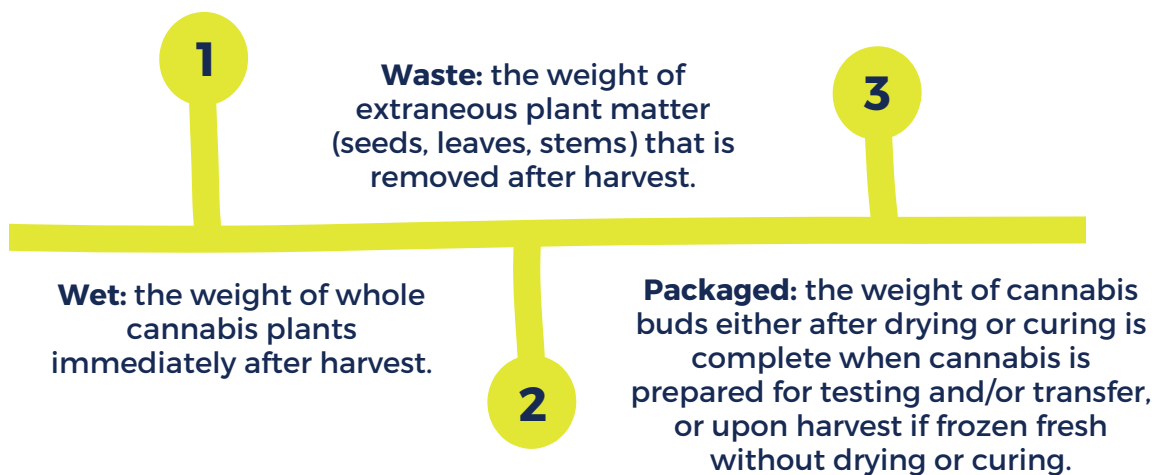 1
Wet: the weight of whole
cannabis plants
immediately after harvest.
Waste: the weight of
extraneous plant matter
(seeds, leaves, stems) that is
removed after harvest.
2
3
Packaged: the weight of cannabis
buds either after drying or curing is
complete when cannabis is
prepared for testing and/or transfer,
or upon harvest if frozen fresh
without drying or curing.